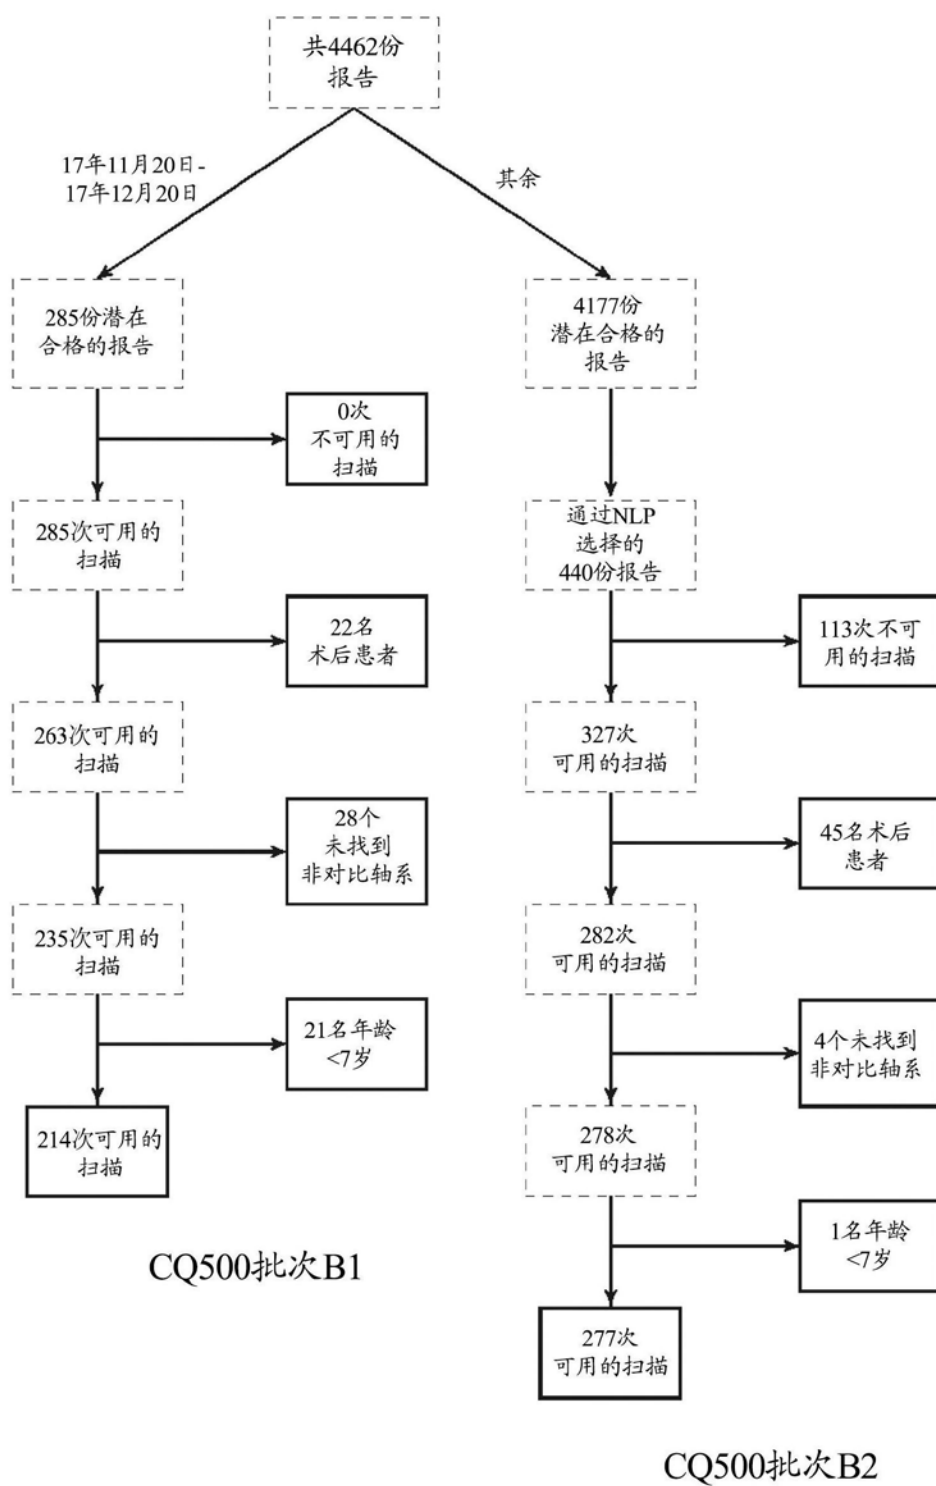 共4462份
报告
17年11月20日-
17年12月20日
其余
285份潜在
合格的报告
0次
不可用的
扫描
285次可用的
扫描
22名
术后患者
263次可用的
扫描
28个
未找到
非对比轴系
235次可用的
扫描
21名年龄
<7岁
214次可用的
扫描
CQ500批次B1
4177份
潜在合格的
报告
通过NLP
选择的
440份报告
113次不可
用的扫描
327次
可用的扫描
45名术后
患者
282次
可用的扫描
4个未找到
非对比轴系
278次
可用的扫描
1名年龄
<7岁
277次
可用的扫描
CQ500批次B2